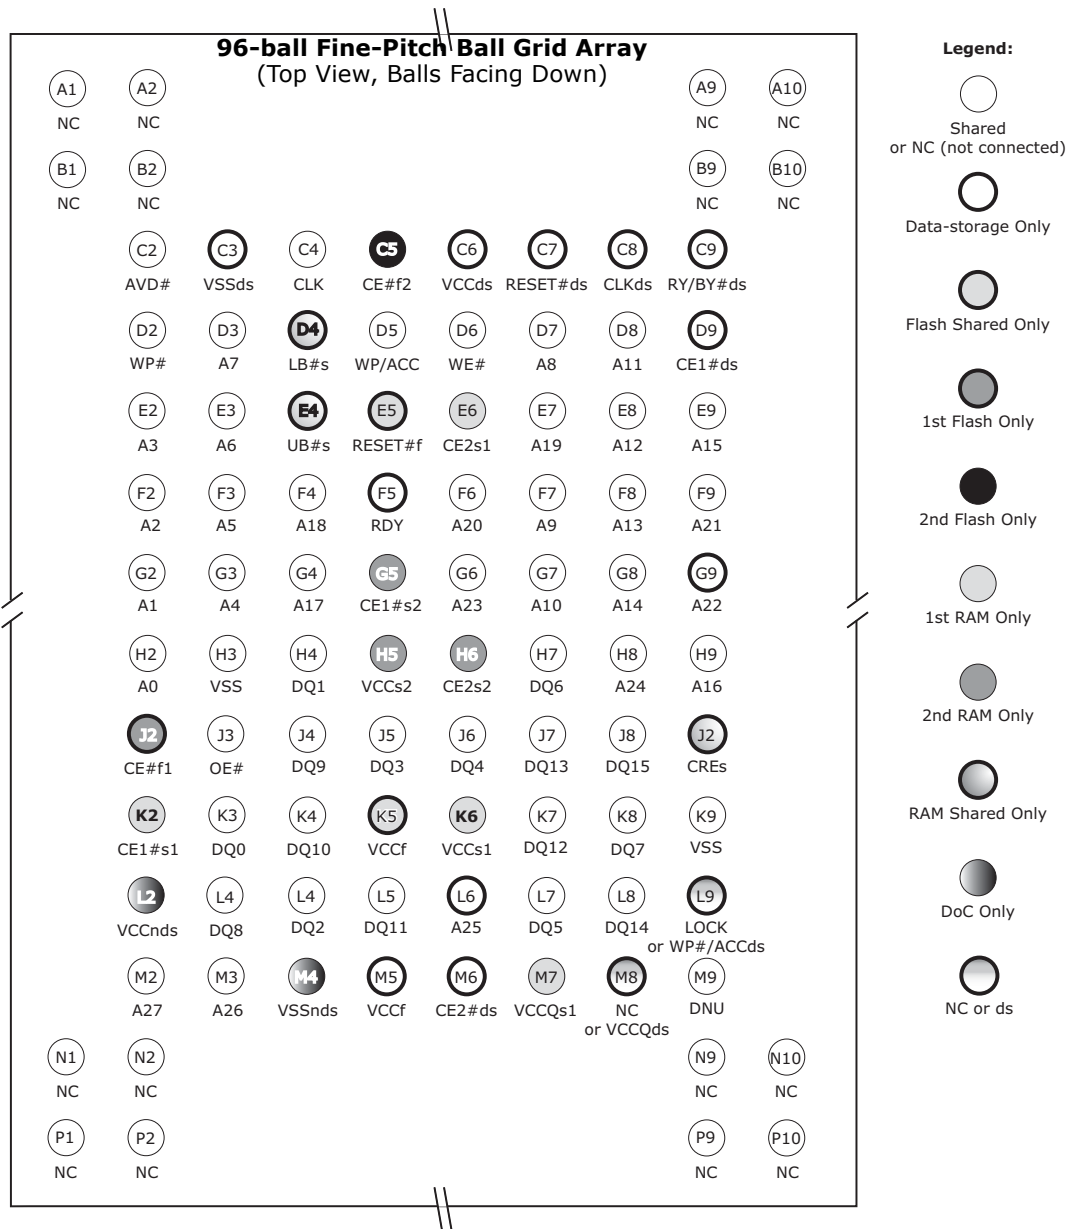 96-ball Fine-Pitch Ball Grid Array
(Top View, Balls Facing Down)
A1 A2 A9 A10
NC NC NC NC
B1 B2 B9 B10
NC NC NC NC
C2 C3 C4 C5 C6 C7 C8 C9
AVD# VSSds CLK CE#f2 VCCds RESET#ds CLKds RY/BY#ds
D2 D3 D4 D5 D6 D7 D8 D9
WP# A7 LB#s WP/ACC WE# A8 A11 CE1#ds
E2 E3 E4 E5 E6 E7 E8 E9
A3 A6 UB#s RESET#f CE2s1 A19 A12 A15
F2 F3 F4 F5 F6 F7 F8 F9
A2 A5 A18 RDY A20 A9 A13 A21
G2 G3 G4 G5 G6 G7 G8 G9
A1 A4 A17 CE1#s2 A23 A10 A14 A22
H2 H3 H4 H5 H6 H7 H8 H9
A0 VSS DQ1 VCCs2 CE2s2 DQ6 A24 A16
J2 J3 J4 J5 J6 J7 J8 J2
CE#f1 OE# DQ9 DQ3 DQ4 DQ13 DQ15 CREs
K2 K3 K4 K5 K6 K7 K8 K9
CE1#s1 DQ0 DQ10 VCCf VCCs1 DQ12 DQ7 VSS
L2 L4 L4 L5 L6 L7 L8 L9
VCCnds DQ8 DQ2 DQ11 A25 DQ5 DQ14 LOCK
or WP#/ACCds
M2 M3 M4 M5 M6 M7 M8 M9
A27 A26 VSSnds VCCf CE2#ds VCCQs1 NC DNU
or VCCQds
N1 N2 N9 N10
NC NC NC NC
P1 P2 P9 P10
NC NC NC NC
Legend:
Shared
or NC (not connected)
Data-storage Only
Flash Shared Only
1st Flash Only
2nd Flash Only
1st RAM Only
2nd RAM Only
RAM Shared Only
DoC Only
NC or ds